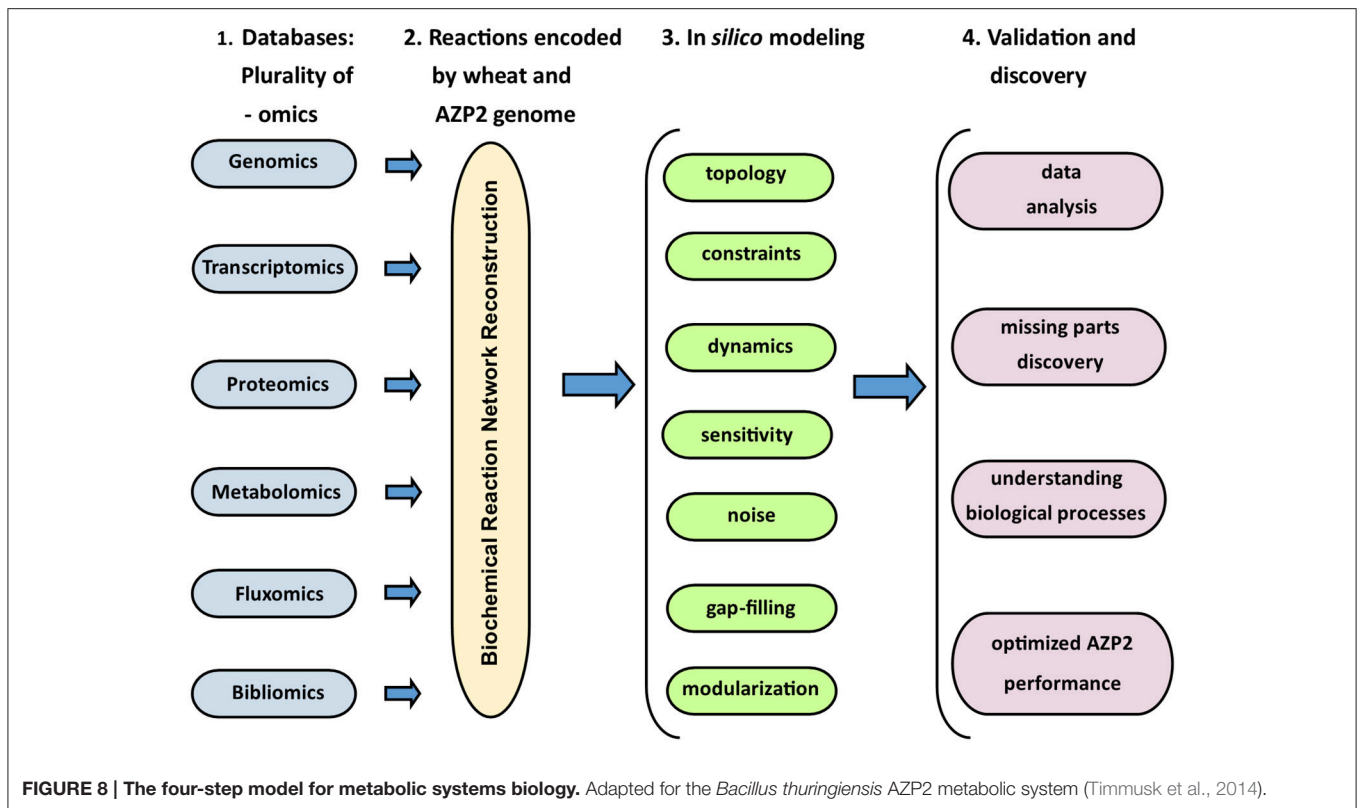 1. Databases:
Plurality of
- omics
2. Reactions encoded
by wheat and
AZP2 genome
3. In silico modeling
4. Validation and
discovery
Genomics
Transcriptomics
Proteomics
Metabolomics
Fluxomics
Bibliomics
Biochemical Reaction Network Reconstruction
topology
constraints
dynamics
sensitivity
noise
gap-filling
modularization
data
analysis
missing parts
discovery
understanding
biological processes
optimized AZP2
performance
FIGURE 8 | The four-step model for metabolic systems biology. Adapted for the Bacillus thuringiensis AZP2 metabolic system (Timmusk et al., 2014).